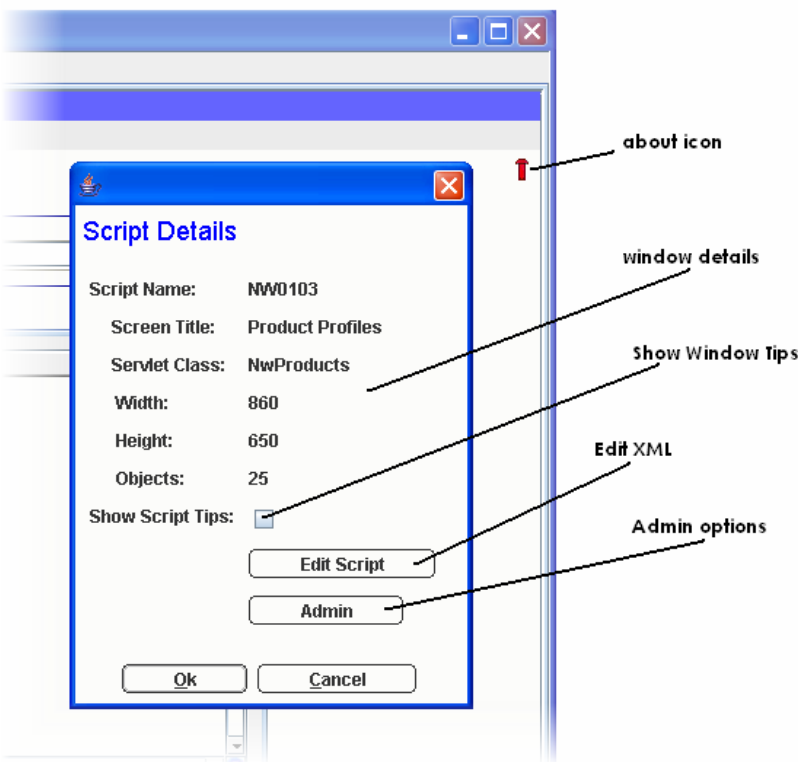 about icon
Script Details
window details
Script Name: NW0103
Screen Title: Product Profiles
Show Window Tips
Servlet Class: NwProducts
Width: 860
Height: 650
Edit XML
Objects: 25
Show Script Tips:
Admin options
Edit Script
Admin
Ok
Cancel